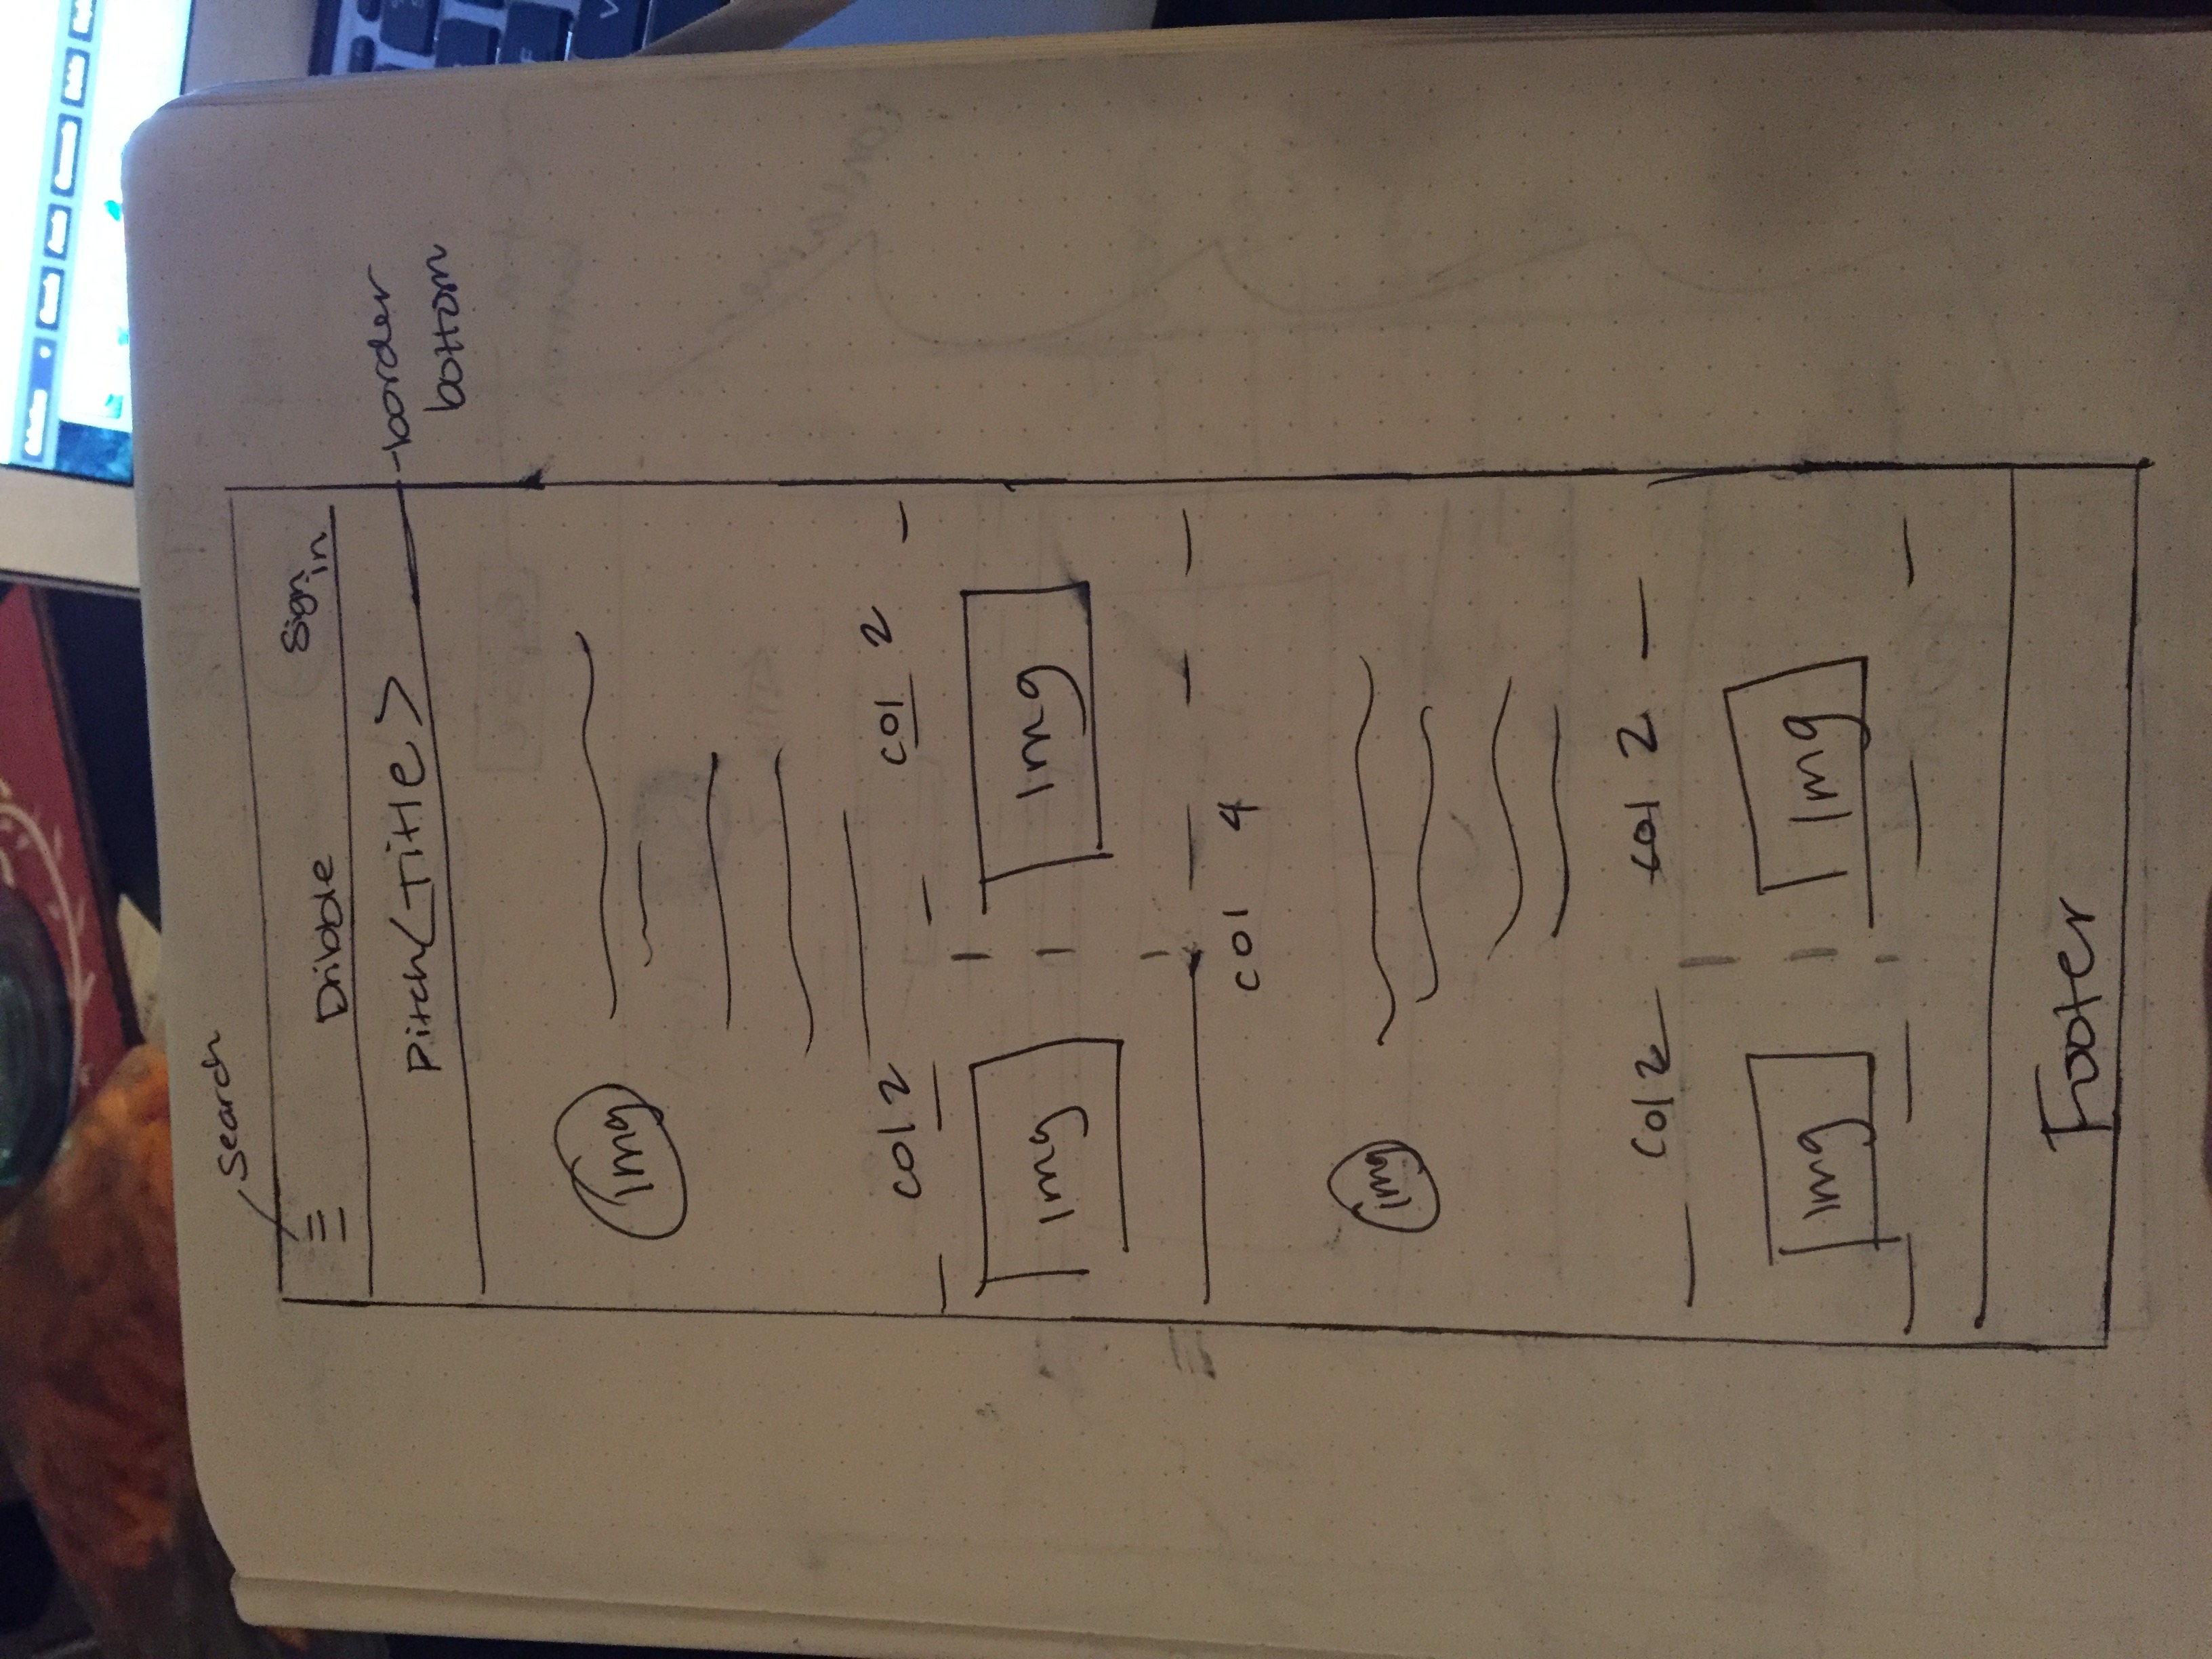 Search
Dribble
Sign
in
Pitch <Title>
border
bottom
img
col 2
col 2
img
img
col 4
img
col 2
col 2
img
img
Footer